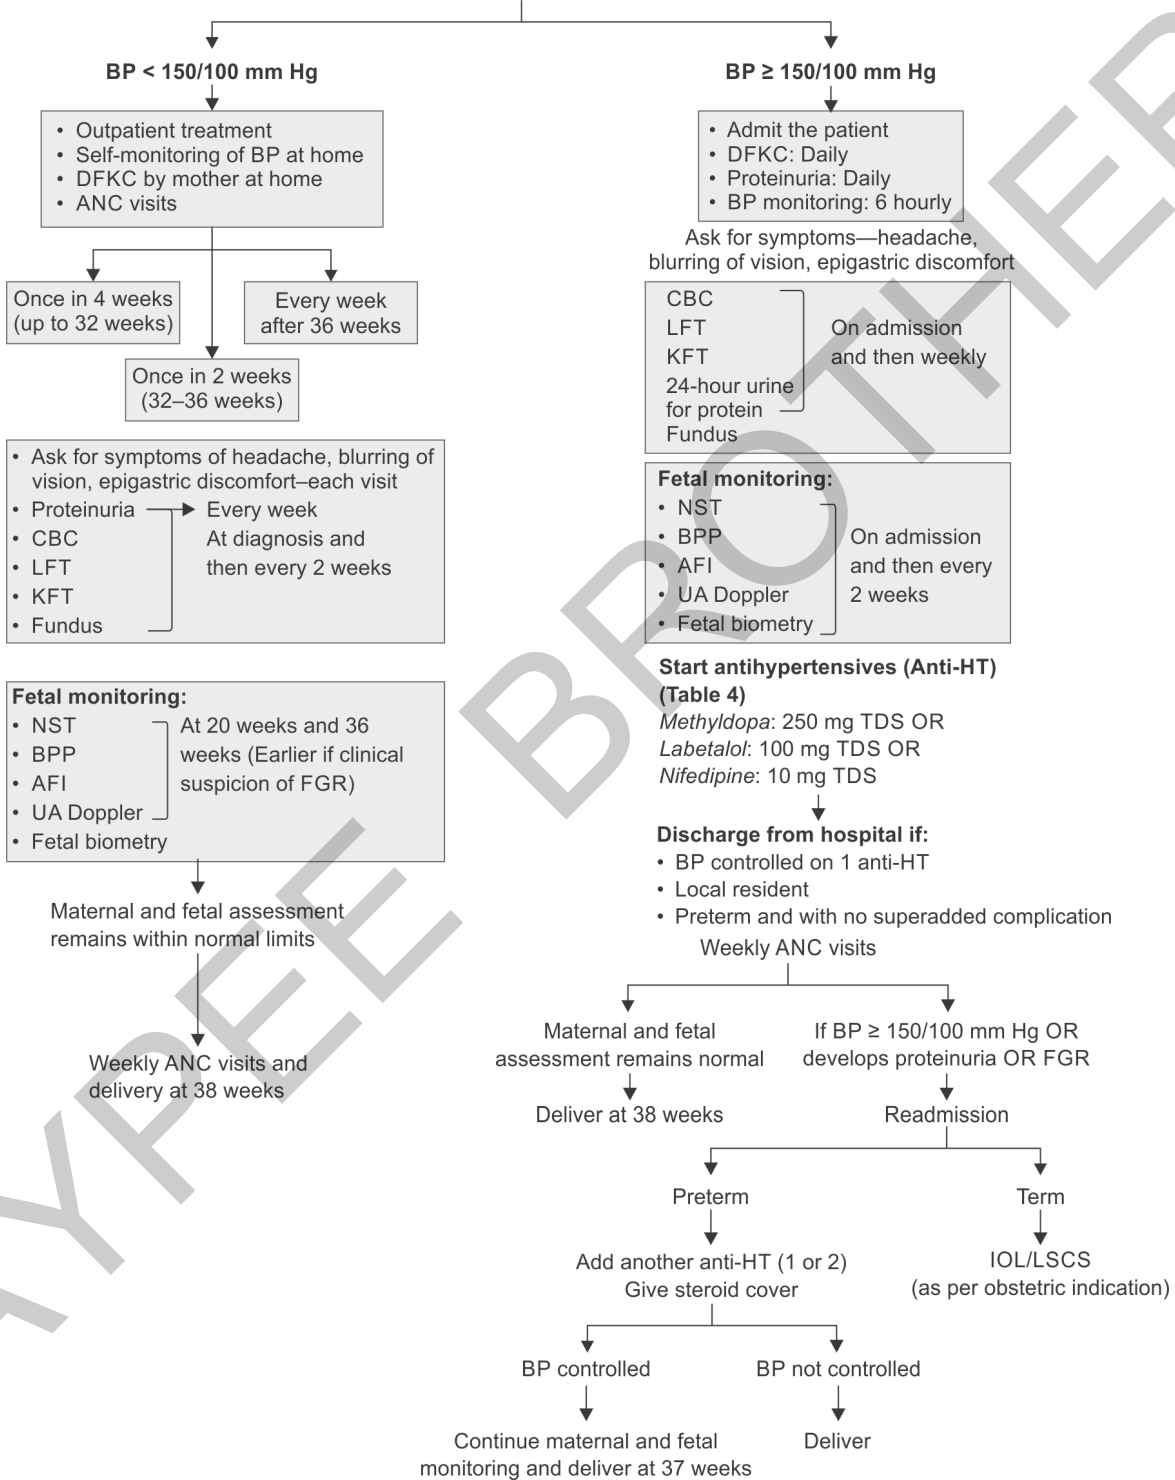 BP < 150/100 mm Hg
• Outpatient treatment
• Self-monitoring of BP at home
• DFKC by mother at home
• ANC visits
Once in 4 weeks
(up to 32 weeks)
Every week
after 36 weeks
Once in 2 weeks
(32–36 weeks)
• Ask for symptoms of headache, blurring of
vision, epigastric discomfort–each visit
• Proteinuria Every week
• CBC At diagnosis and
• LFT then every 2 weeks
• KFT
• Fundus
Fetal monitoring:
• NST At 20 weeks and 36
• BPP weeks (Earlier if clinical
• AFI suspicion of FGR)
• UA Doppler
• Fetal biometry
Maternal and fetal assessment
remains within normal limits
Weekly ANC visits and
delivery at 38 weeks
BP ≥ 150/100 mm Hg
• Admit the patient
• DFKC: Daily
• Proteinuria: Daily
• BP monitoring: 6 hourly
Ask for symptoms—headache,
blurring of vision, epigastric discomfort
CBC
LFT On admission
KFT and then weekly
24-hour urine
for protein
Fundus
Fetal monitoring:
• NST
• BPP On admission
• AFI and then every
• UA Doppler 2 weeks
• Fetal biometry
Start antihypertensives (Anti-HT)
(Table 4)
Methyldopa: 250 mg TDS OR
Labetalol: 100 mg TDS OR
Nifedipine: 10 mg TDS
Discharge from hospital if:
• BP controlled on 1 anti-HT
• Local resident
• Preterm and with no superadded complication
Weekly ANC visits
Maternal and fetal
assessment remains normal
Deliver at 38 weeks
If BP ≥ 150/100 mm Hg OR
develops proteinuria OR FGR
Readmission
Preterm
Add another anti-HT (1 or 2)
Give steroid cover
Term
IOL/LSCS
(as per obstetric indication)
BP controlled
Continue maternal and fetal
monitoring and deliver at 37 weeks
BP not controlled
Deliver
AYPEE BROTHER